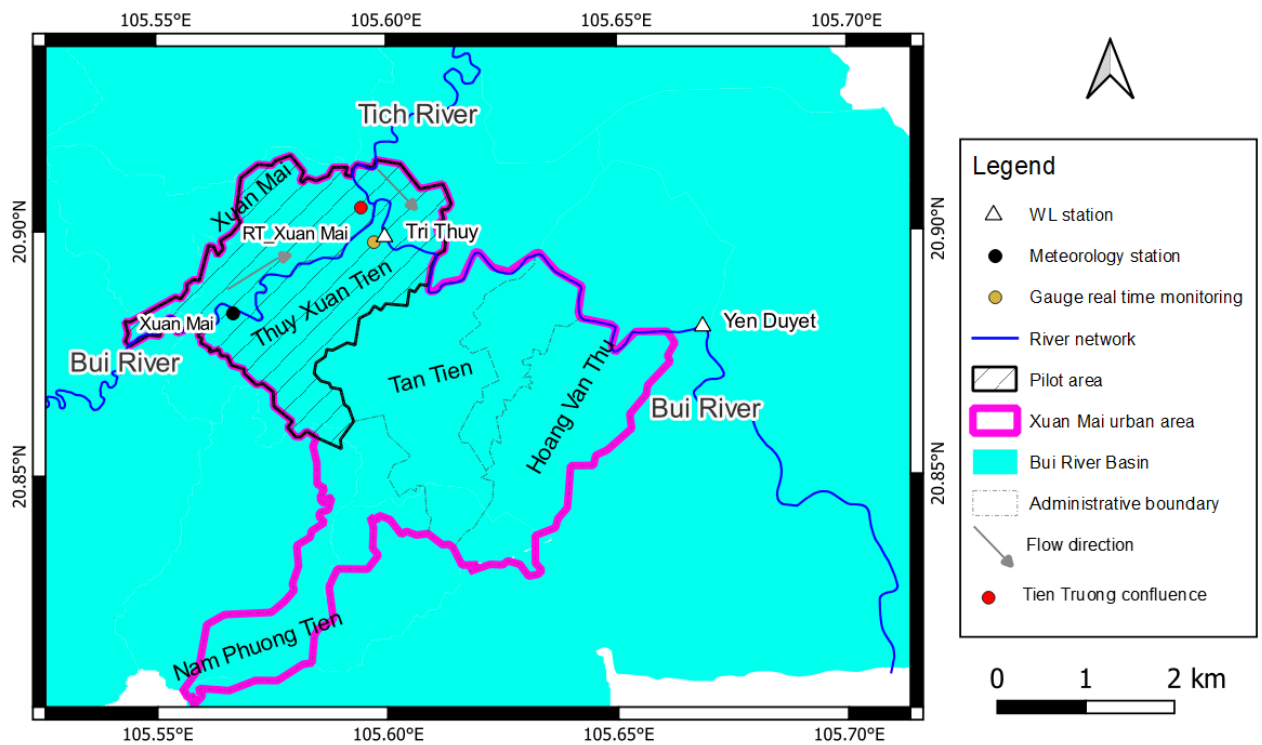 105.55°E
105.60°E
105.65°E
105.70°E
Tich River
Xuan Mai
20.90°N
RT_Xuan Mai
Tri Thuy
20.90°N
Thuy Xuan Tien
Xuan Mai
Yen Duyet
Bui River
Tan Tien
Hoang Van Thu
Bui River
20.85°N
20.85°N
Nam Phuong Tien
105.55°E
105.60°E
105.65°E
105.70°E
Legend
WL station
Meteorology station
Gauge real time monitoring
River network
Pilot area
Xuan Mai urban area
Bui River Basin
Administrative boundary
Flow direction
Tien Truong confluence
0 1 2 km